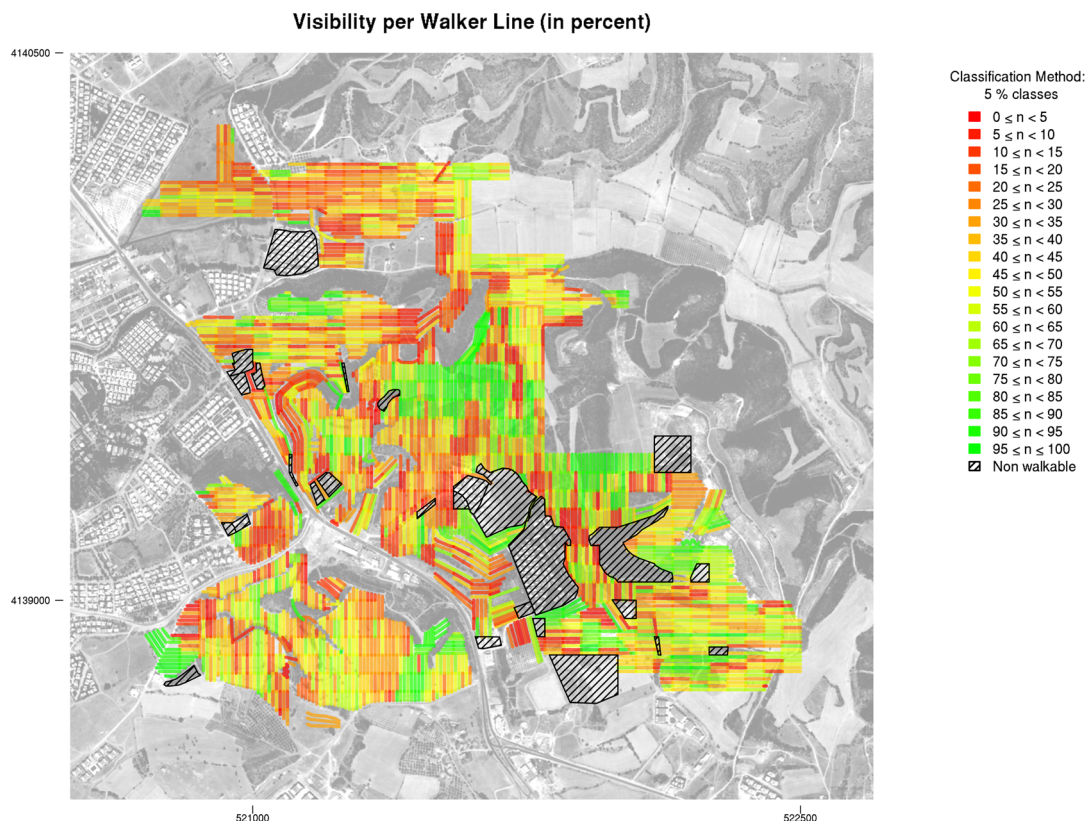 Visibility per Walker Line (in percent)
4140500
4139000
521000
522500
Classification Method:
5 % classes
0 ≤ n < 5
5 ≤ n < 10
10 ≤ n < 15
15 ≤ n < 20
20 ≤ n < 25
25 ≤ n < 30
30 ≤ n < 35
35 ≤ n < 40
40 ≤ n < 45
45 ≤ n < 50
50 ≤ n < 55
55 ≤ n < 60
60 ≤ n < 65
65 ≤ n < 70
70 ≤ n < 75
75 ≤ n < 80
80 ≤ n < 85
85 ≤ n < 90
90 ≤ n < 95
95 ≤ n ≤ 100
Non walkable